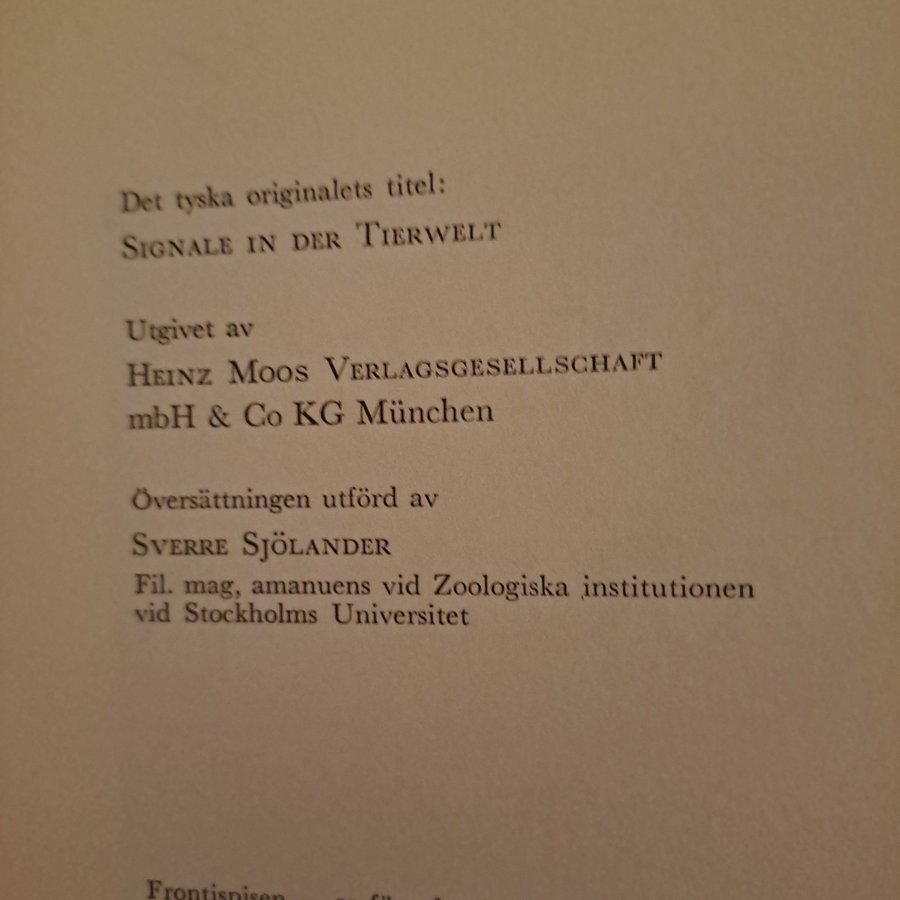 Det tyska originalets titel:
SIGNALE IN DER TIERWELT
Utgivet av
HEINZ MOOS VERLAGSGESELLSCHAFT
mbH & Co KG München
Översättningen utförd av
SVERRE SJÖLANDER
Fil. mag, amanuens vid Zoologiska institutionen
vid Stockholms Universitet
Frontispisen